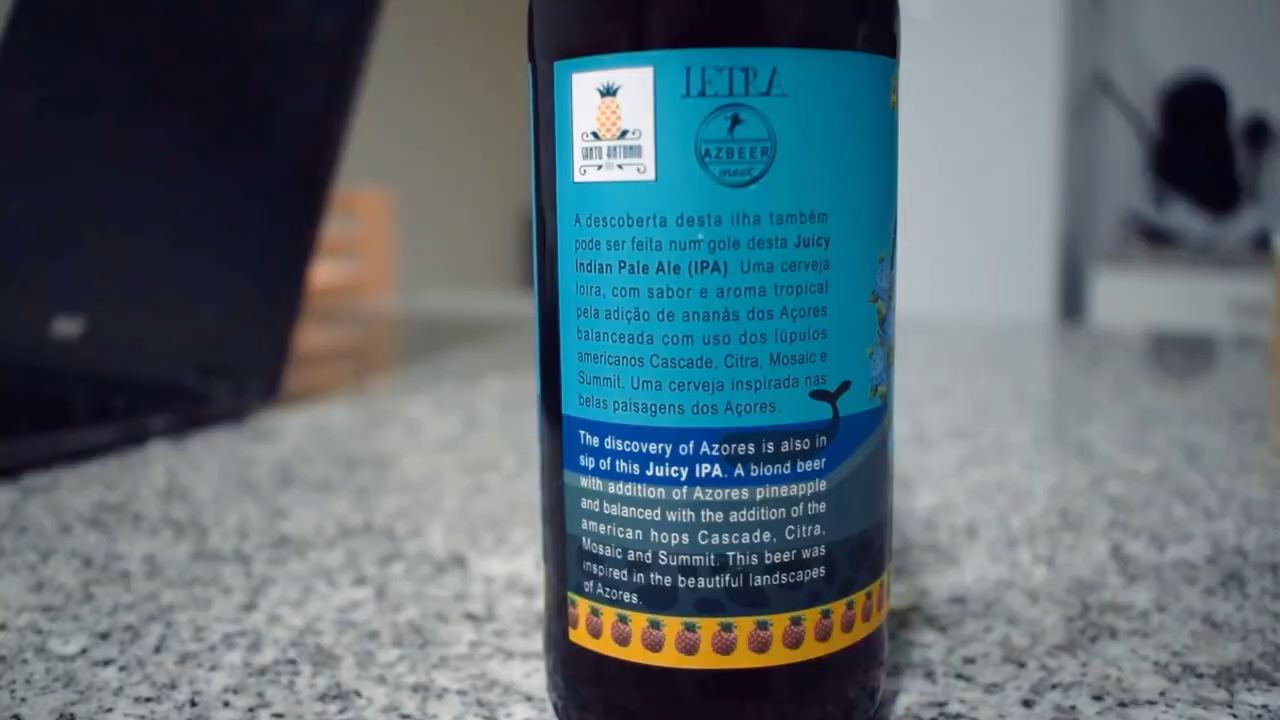 LETRA
SANTO ANTONIO
AZBEER
meet
A descoberta desta ilha também
pode ser feita num gole desta Juicy
Indian Pale Ale (IPA). Uma cerveja
loira, com sabor e aroma tropical
pela adição de ananás dos Açores
balanceada com uso dos lúpulos
americanos Cascade, Citra, Mosaic e
Summit. Uma cerveja inspirada nas
belas paisagens dos Açores.
The discovery of Azores is also in
sip of this Juicy IPA. A blond beer
with addition of Azores pineapple
and balanced with the addition of the
american hops Cascade, Citra,
Mosaic and Summit. This beer was
inspired in the beautiful landscapes
of Azores.